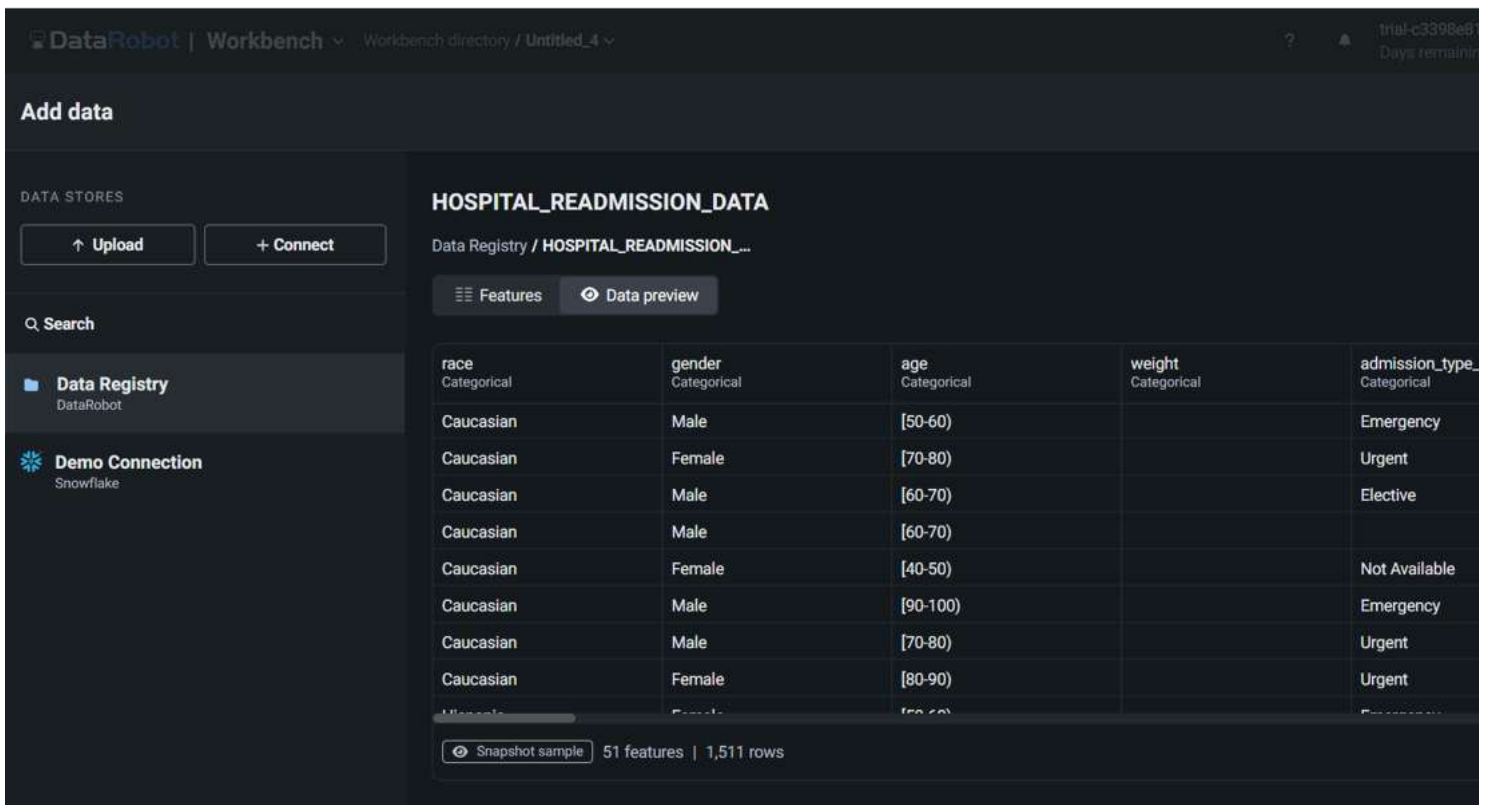 DataRobot | Workbench Workbench directory / Untitled_4
?
trial-c3398e81
Days remaining
Add data
DATA STORES
↑ Upload
+ Connect
Search
Data Registry
DataRobot
Demo Connection
Snowflake
HOSPITAL_READMISSION_DATA
Data Registry / HOSPITAL_READMISSION_...
Features
Data preview
race gender age weight admission_type_
Categorical Categorical Categorical Categorical Categorical
Caucasian Male [50-60) Emergency
Caucasian Female [70-80) Urgent
Caucasian Male [60-70) Elective
Caucasian Male [60-70)
Caucasian Female [40-50) Not Available
Caucasian Male [90-100) Emergency
Caucasian Male [70-80) Urgent
Caucasian Female [80-90) Urgent
Snapshot sample 51 features | 1,511 rows